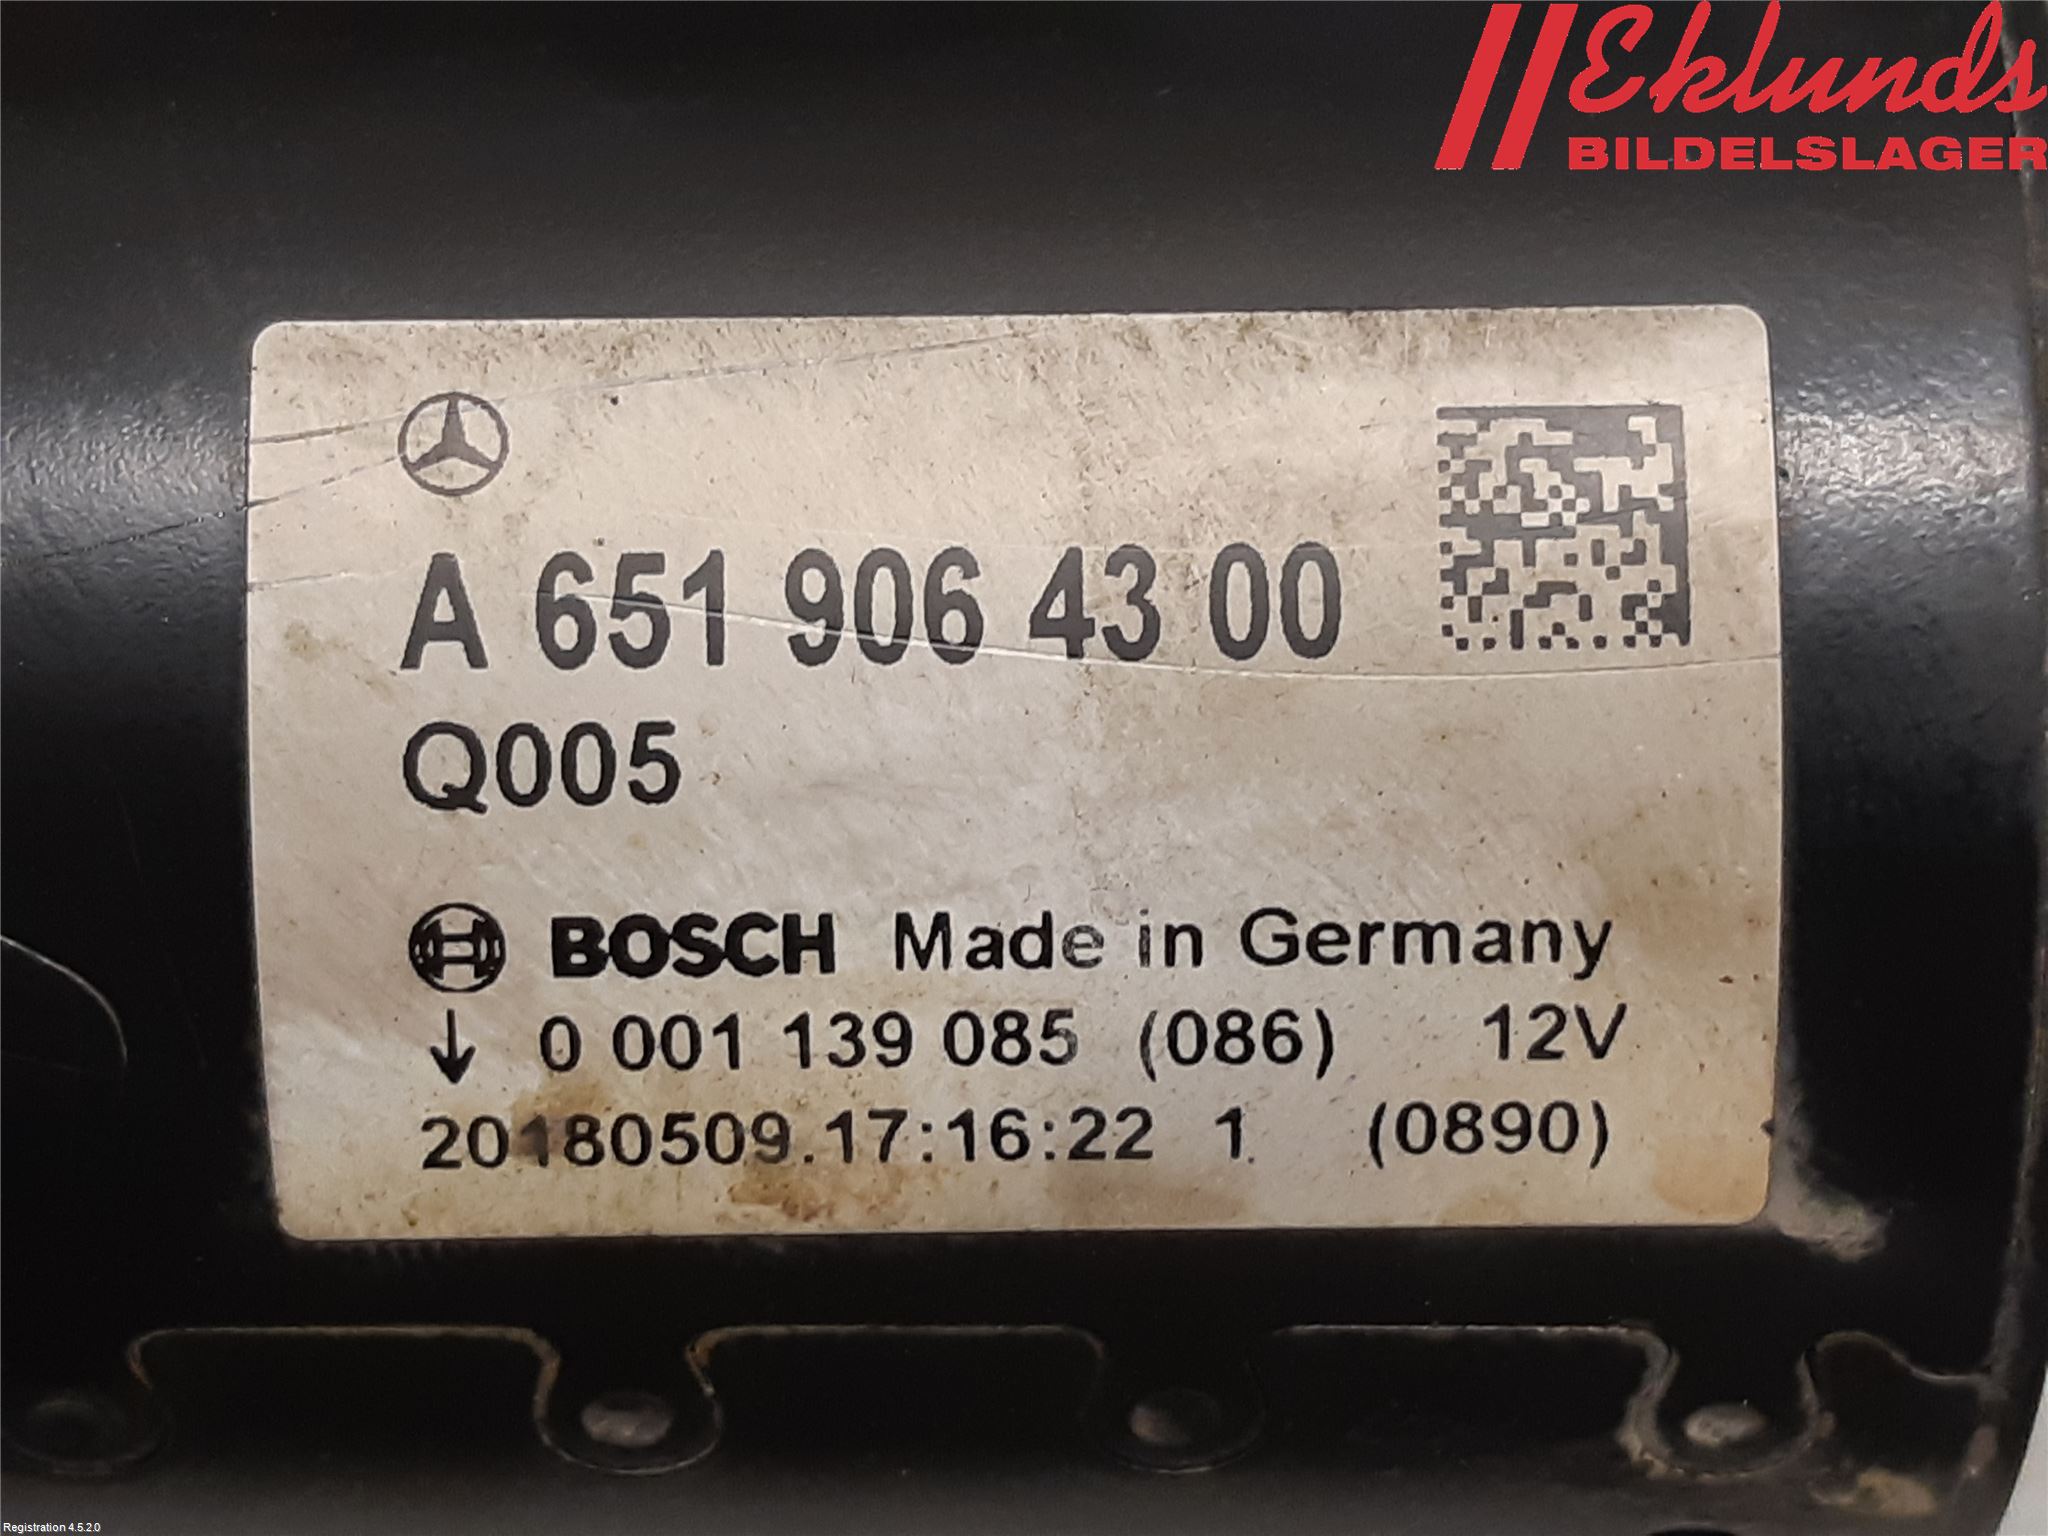 Eklunds
BILDELSLAGER
A 651 906 43 00
Q005
BOSCH Made in Germany
↓ 0 001 139 085 (086) 12V
20180509.17:16:22 1 (0890)
Registration 4.5.2.0